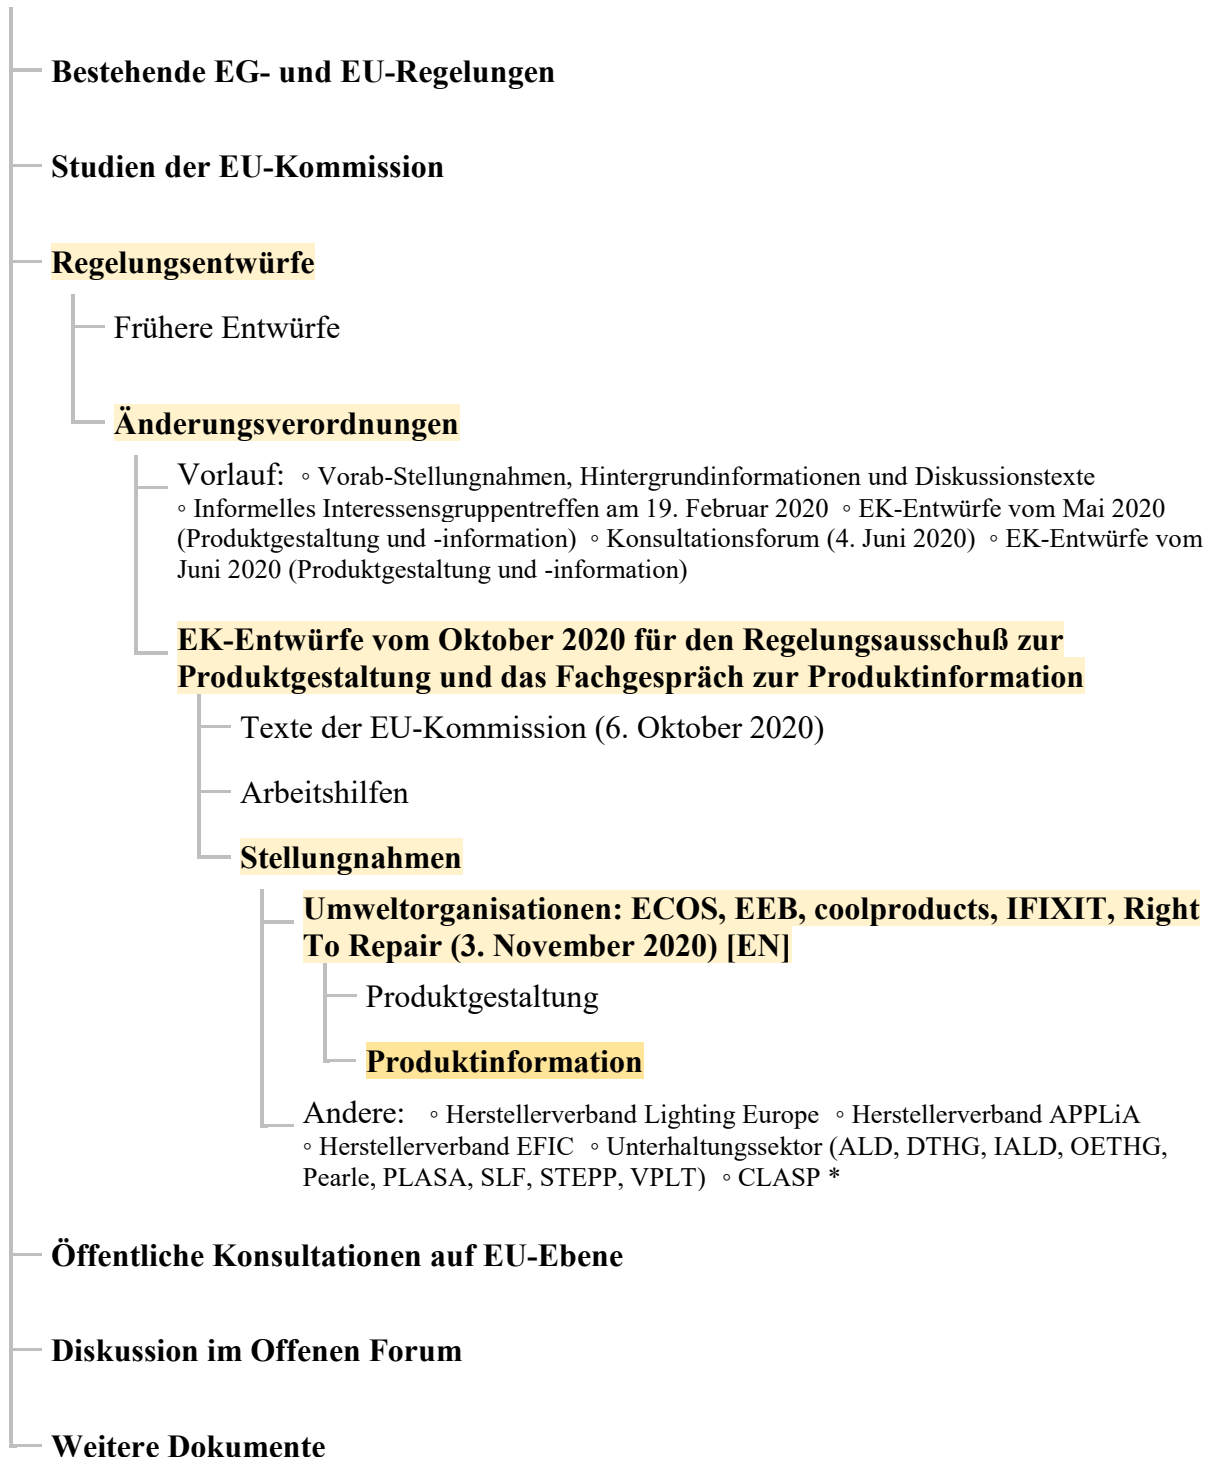 Bestehende EG- und EU-Regelungen
Studien der EU-Kommission
Regelungsentwürfe
Frühere Entwürfe
Änderungsverordnungen
Vorlauf: ◦ Vorab-Stellungnahmen, Hintergrundinformationen und Diskussionstexte
◦ Informelles Interessensgruppentreffen am 19. Februar 2020 ◦ EK-Entwürfe vom Mai 2020
(Produktgestaltung und -information) ◦ Konsultationsforum (4. Juni 2020) ◦ EK-Entwürfe vom
Juni 2020 (Produktgestaltung und -information)
EK-Entwürfe vom Oktober 2020 für den Regelungsausschuß zur
Produktgestaltung und das Fachgespräch zur Produktinformation
Texte der EU-Kommission (6. Oktober 2020)
Arbeitshilfen
Stellungnahmen
Umweltorganisationen: ECOS, EEB, coolproducts, IFIXIT, Right
To Repair (3. November 2020) [EN]
Produktgestaltung
Produktinformation
Andere: ◦ Herstellerverband Lighting Europe ◦ Herstellerverband APPLiA
◦ Herstellerverband EFIC ◦ Unterhaltungssektor (ALD, DTHG, IALD, OETHG,
Pearle, PLASA, SLF, STEPP, VPLT) ◦ CLASP *
Öffentliche Konsultationen auf EU-Ebene
Diskussion im Offenen Forum
Weitere Dokumente